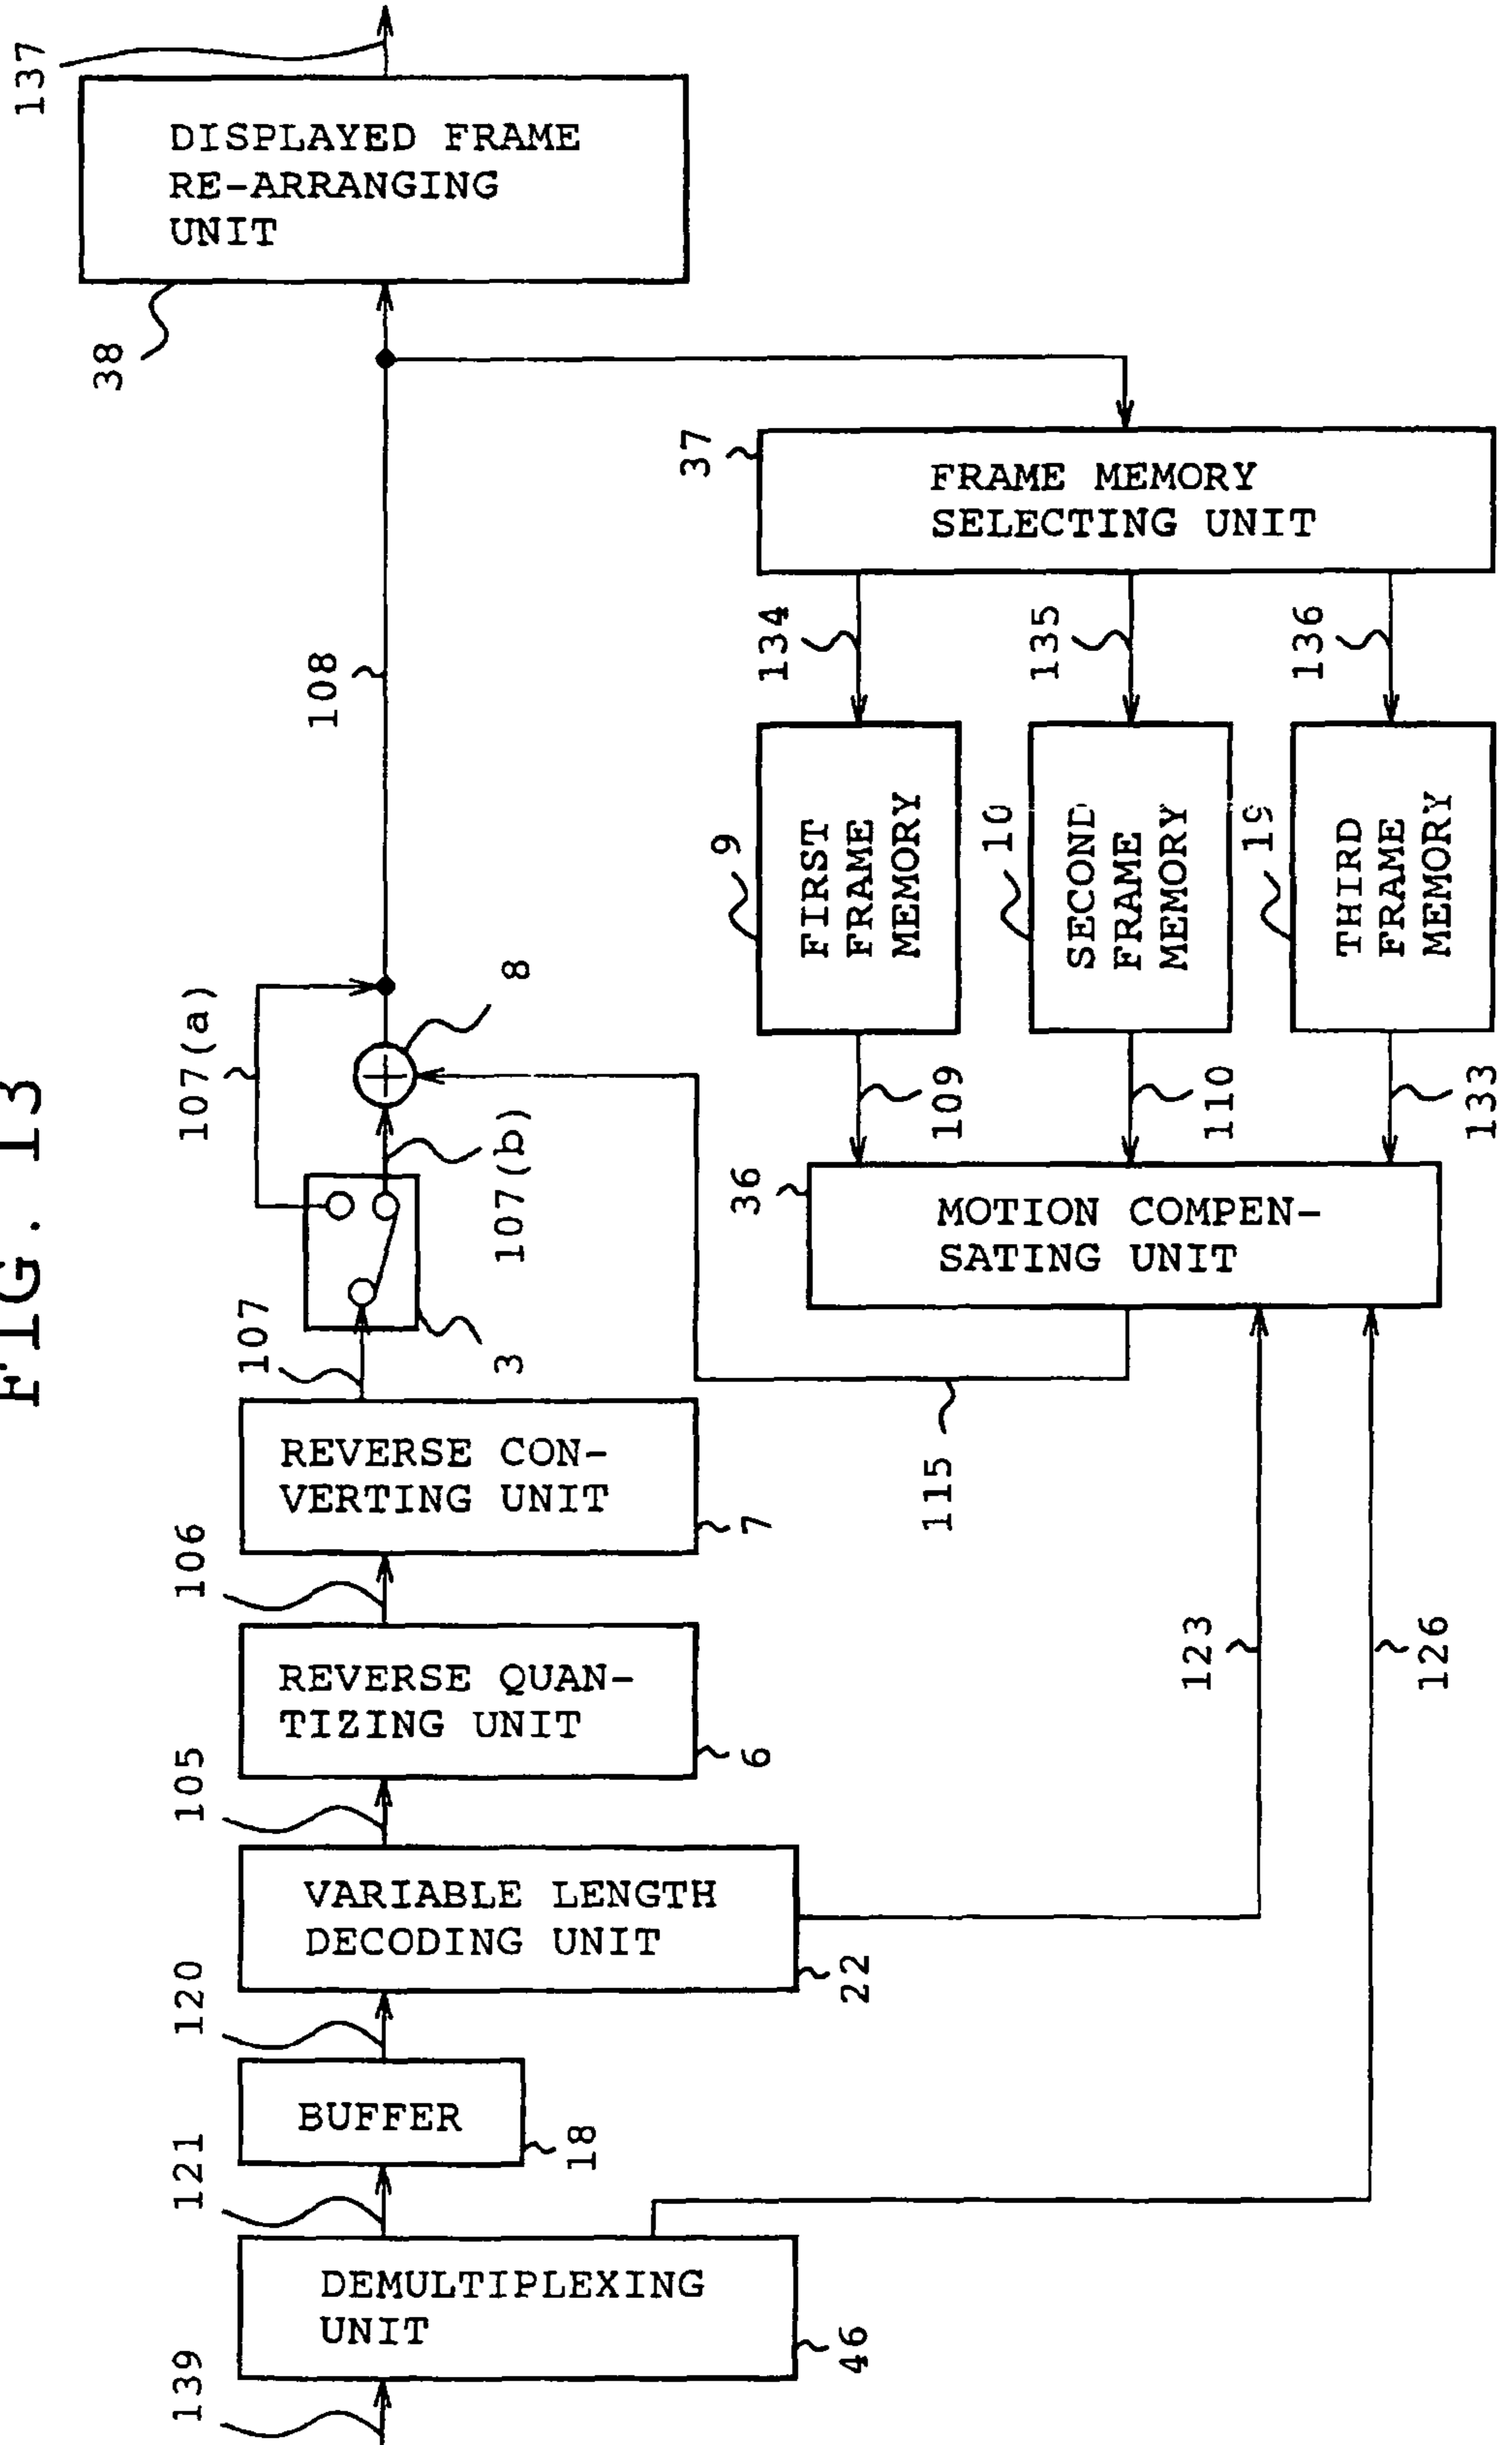 FIG. 13
137
DISPLAYED FRAME
RE-ARRANGING
UNIT
38
37
FRAME MEMORY
SELECTING UNIT
108
134
135
136
9
FIRST
FRAME
MEMORY
10
SECOND
FRAME
MEMORY
19
THIRD
FRAME
MEMORY
107(a)
8
107(b)
109
110
133
36
MOTION COMPEN-
SATING UNIT
107
3
115
REVERSE CON-
VERTING UNIT
7
106
REVERSE QUAN-
TIZING UNIT
6
123
126
105
VARIABLE LENGTH
DECODING UNIT
22
120
BUFFER
18
121
DEMULTIPLEXING
UNIT
46
139